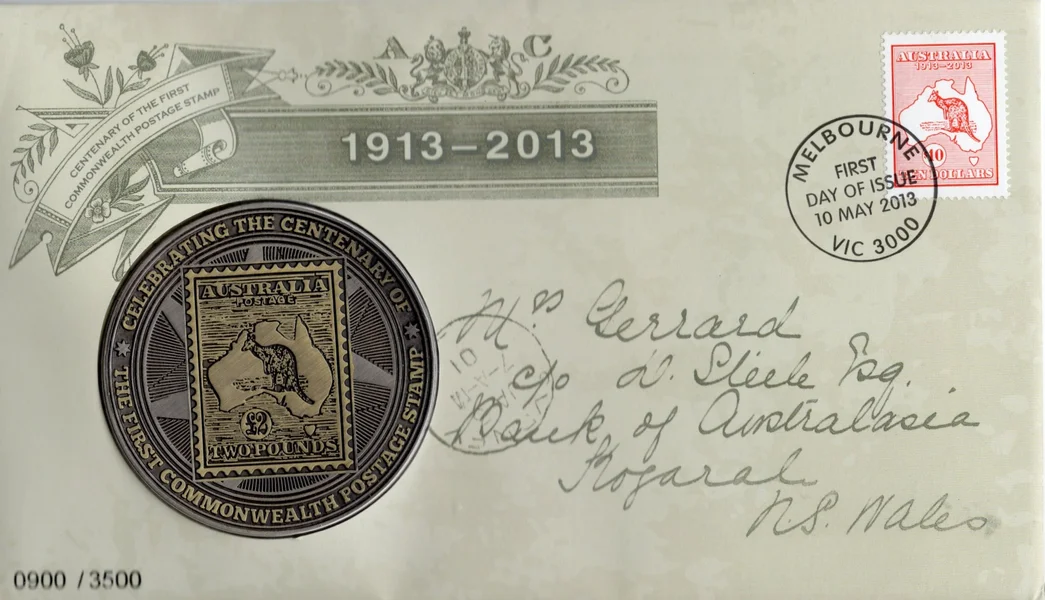 CENTENARY OF THE FIRST
COMMONWEALTH POSTAGE STAMP
A C
1913–2013
AUSTRALIA
1913–2013
10
TEN DOLLARS
MELBOURNE
FIRST
DAY OF ISSUE
10 MAY 2013
VIC 3000
CELEBRATING THE CENTENARY OF
THE FIRST COMMONWEALTH POSTAGE STAMP
AUSTRALIA
POSTAGE
£2
TWO POUNDS
Mrs Gerrard
c/o D. Steele Esq.
Bank of Australasia
Kogarah
N.S. Wales
0900 / 3500